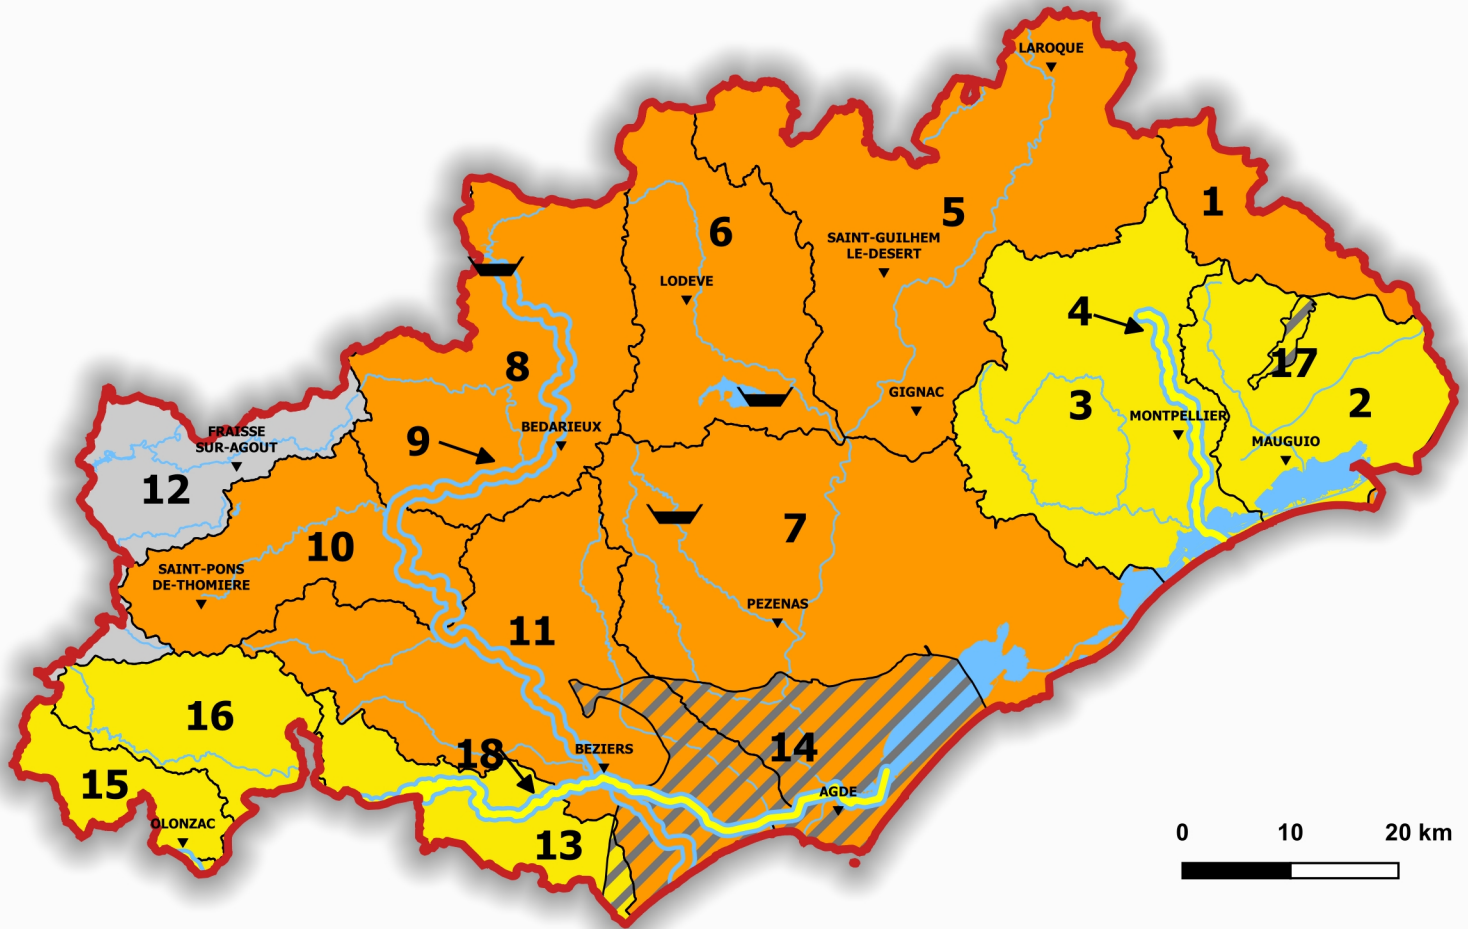 LAROQUE
1
5
6
SAINT-GUILHEM
LE-DESERT
LODEVE
4
8
17
GIGNAC
3
2
MONTPELLIER
BEDARIEUX
9
MAUGUIO
FRAISSE
SUR-AGOUT
12
7
10
SAINT-PONS
DE-THOMIERE
PEZENAS
11
16
14
18
BEZIERS
15
AGDE
OLONZAC
13
0 10 20 km